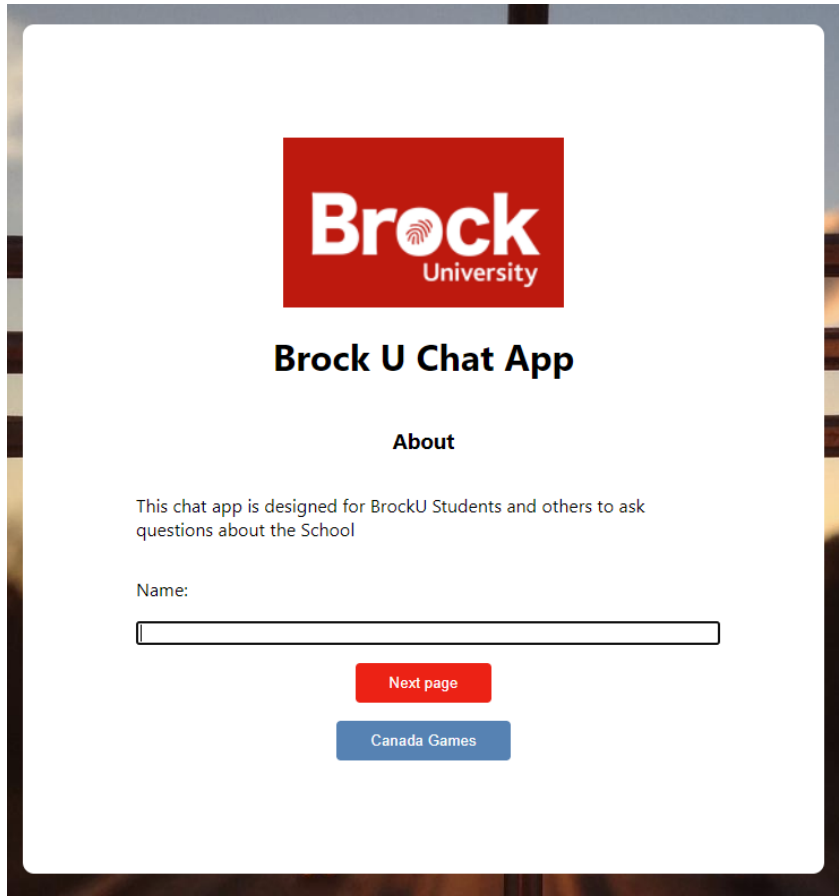 Brock
University
Brock U Chat App
About
This chat app is designed for BrockU Students and others to ask
questions about the School
Name:
Next page
Canada Games